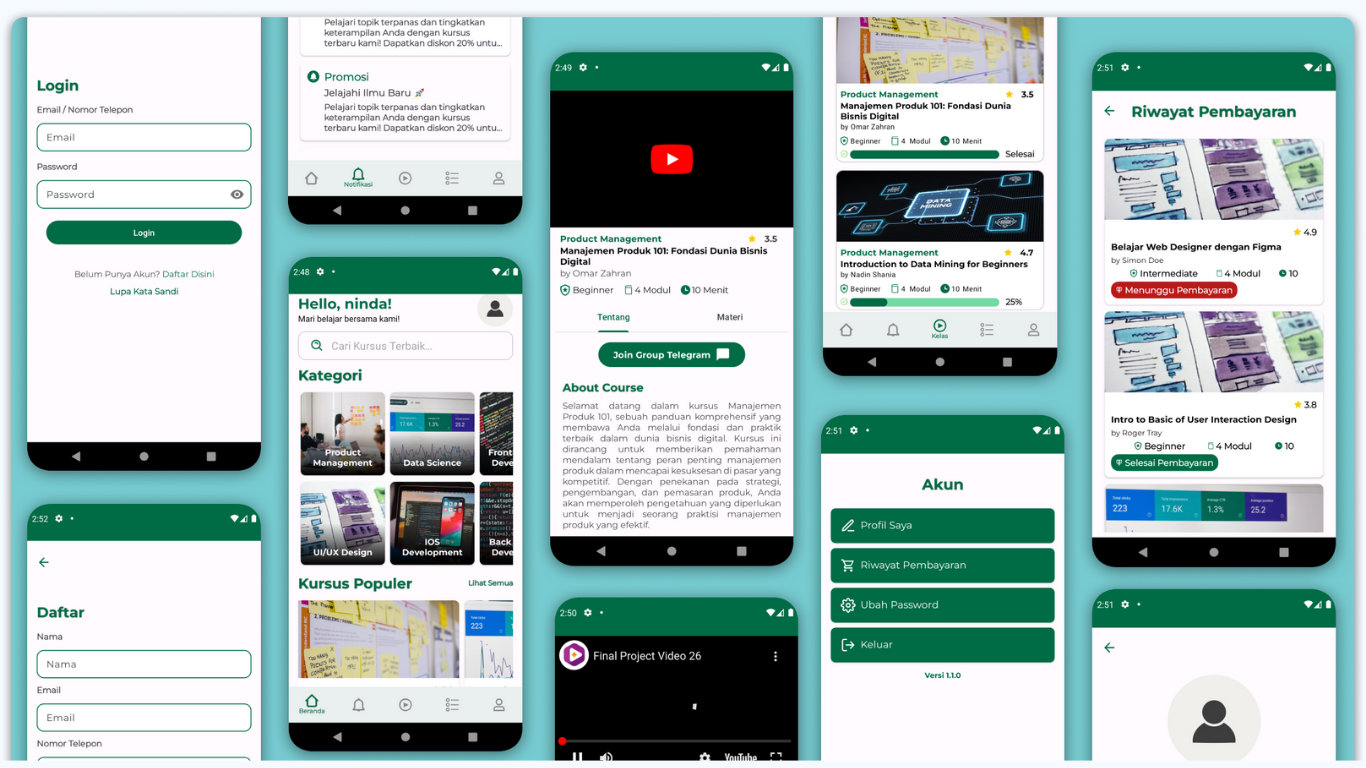 Login
Email / Nomor Telepon
Email
Password
Password
Login
Belum Punya Akun? Daftar Disini
Lupa Kata Sandi
2:52
Daftar
Nama
Nama
Email
Email
Nomor Telepon
Pelajari topik terpanas dan tingkatkan
keterampilan Anda dengan kursus
terbaru kami! Dapatkan diskon 20% untu...
Promosi
Jelajahi Ilmu Baru 🚀
Pelajari topik terpanas dan tingkatkan
keterampilan Anda dengan kursus
terbaru kami! Dapatkan diskon 20% untu...
Notifikasi
2:48
Hello, ninda!
Mari belajar bersama kami!
Cari Kursus Terbaik...
Kategori
Product
Management
17.6K 1.3% 25.2
Data Science
Front
Deve
UI/UX Design
IOS
Development
Back
Deve
Kursus Populer
Lihat Semua
2. PROBLEM
223
Beranda
2:49
Product Management
3.5
Manajemen Produk 101: Fondasi Dunia Bisnis
Digital
by Omar Zahran
Beginner 4 Modul 10 Menit
Tentang Materi
Join Group Telegram
About Course
Selamat datang dalam kursus Manajemen
Produk 101, sebuah panduan komprehensif yang
membawa Anda melalui fondasi dan praktik
terbaik dalam dunia bisnis digital. Kursus ini
dirancang untuk memberikan pemahaman
mendalam tentang peran penting manajemen
produk dalam mencapai kesuksesan di pasar yang
kompetitif. Dengan penekanan pada strategi,
pengembangan, dan pemasaran produk, Anda
akan memperoleh pengetahuan yang diperlukan
untuk menjadi seorang praktisi manajemen
produk yang efektif.
2:50
Final Project Video 26
YouTube
Product Management
3.5
Manajemen Produk 101: Fondasi Dunia
Bisnis Digital
by Omar Zahran
Beginner 4 Modul 10 Menit
Selesai
DATA
MINING
Product Management
4.7
Introduction to Data Mining for Beginners
by Nadin Shania
Beginner 4 Modul 10 Menit
25%
Kelas
2:51
Akun
Profil Saya
Riwayat Pembayaran
Ubah Password
Keluar
Versi 1.1.0
2:51
Riwayat Pembayaran
4.9
Belajar Web Designer dengan Figma
by Simon Doe
Intermediate 4 Modul 10
Menunggu Pembayaran
3.8
Intro to Basic of User Interaction Design
by Roger Tray
Beginner 4 Modul 10
Selesai Pembayaran
223 17.6K 1.3% 25.2
2:51